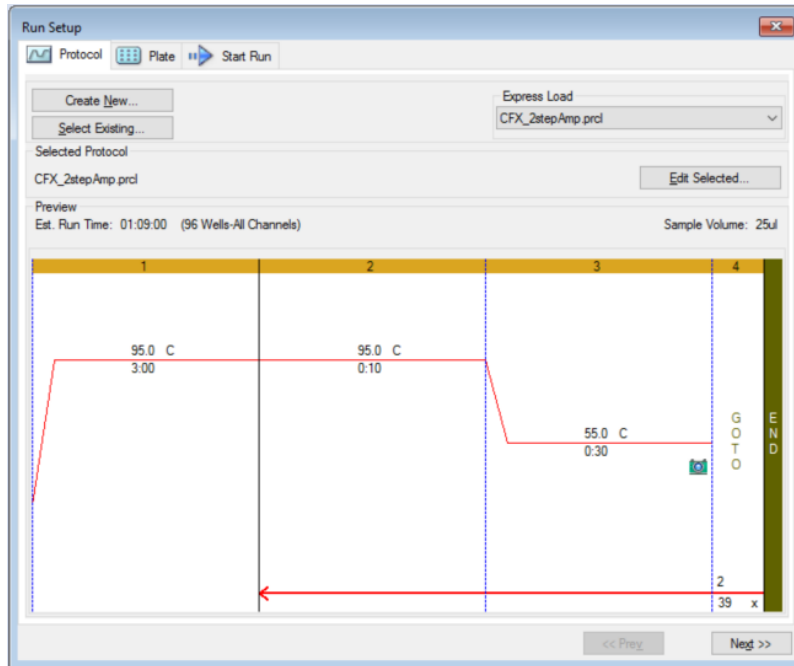 Run Setup
Protocol Plate Start Run
Create New...
Select Existing...
Express Load
CFX_2stepAmp.prcl
Selected Protocol
CFX_2stepAmp.prcl
Edit Selected...
Preview
Est. Run Time: 01:09:00 (96 Wells-All Channels) Sample Volume: 25ul
1 2 3 4
95.0 C 95.0 C
3:00 0:10
55.0 C
0:30
GOTO
END
2
39 x
<< Prev Next >>